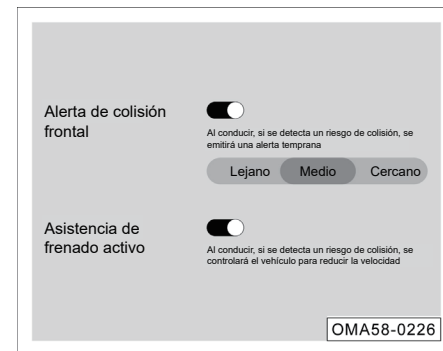 Alerta de colisión
frontal
Al conducir, si se detecta un riesgo de colisión, se
emitirá una alerta temprana
Lejano Medio Cercano
Asistencia de
frenado activo
Al conducir, si se detecta un riesgo de colisión, se
controlará el vehículo para reducir la velocidad
OMA58-0226